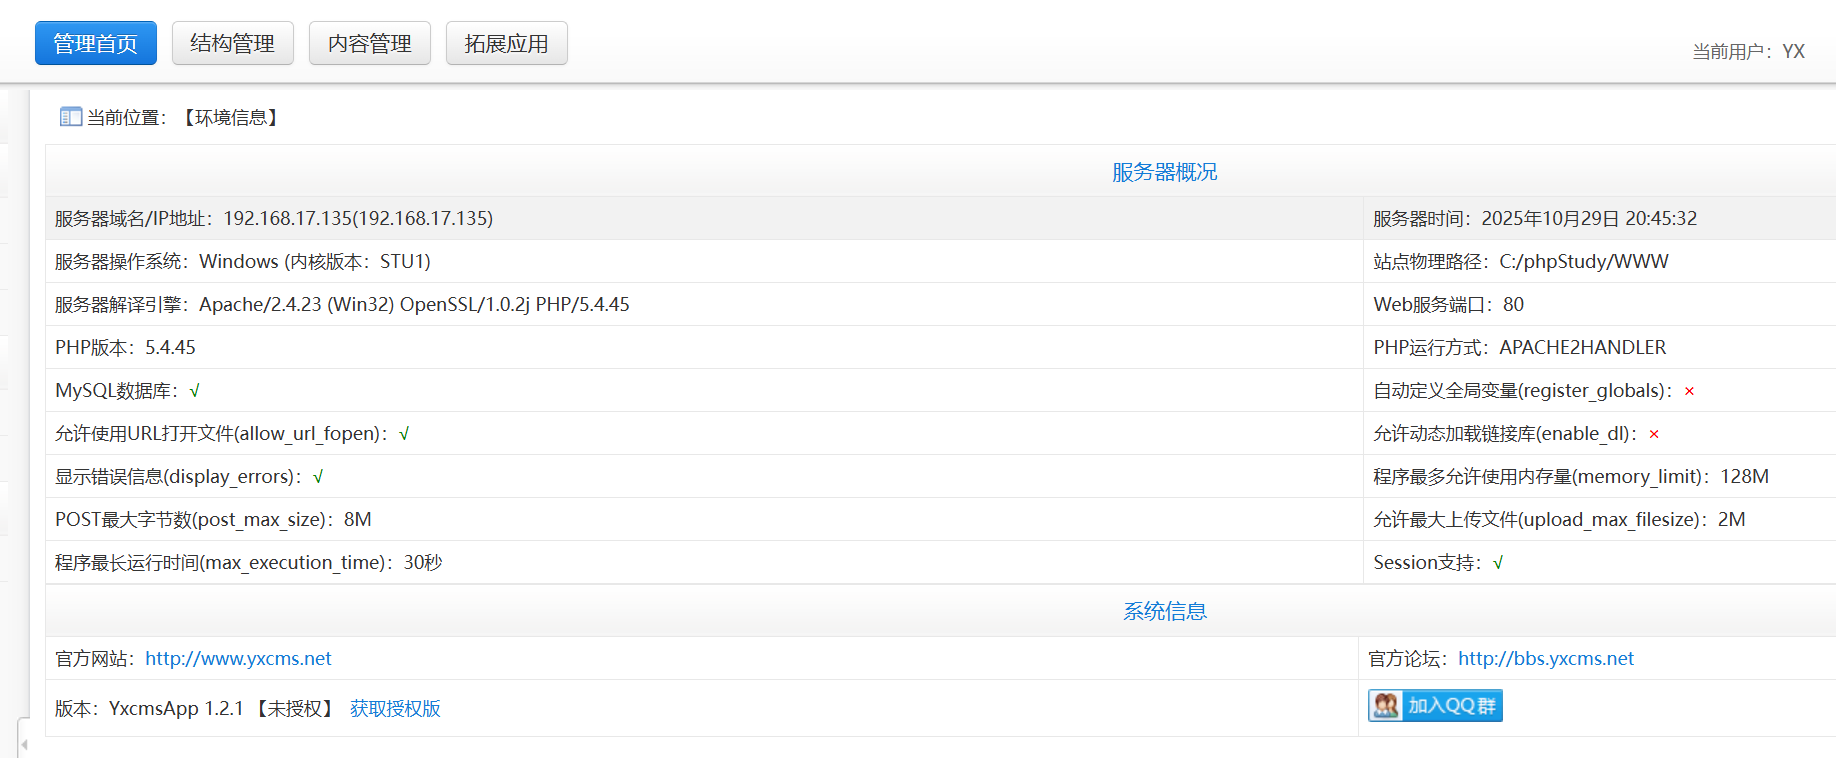 管理首页 结构管理 内容管理 拓展应用
当前用户：YX
当前位置：【环境信息】
服务器概况
服务器域名/IP地址：192.168.17.135(192.168.17.135) 服务器时间：2025年10月29日 20:45:32
服务器操作系统：Windows (内核版本：STU1) 站点物理路径：C:/phpStudy/WWW
服务器解译引擎：Apache/2.4.23 (Win32) OpenSSL/1.0.2j PHP/5.4.45 Web服务端口：80
PHP版本：5.4.45 PHP运行方式：APACHE2HANDLER
MySQL数据库：√ 自动定义全局变量(register_globals)：×
允许使用URL打开文件(allow_url_fopen)：√ 允许动态加载链接库(enable_dl)：×
显示错误信息(display_errors)：√ 程序最多允许使用内存量(memory_limit)：128M
POST最大字节数(post_max_size)：8M 允许最大上传文件(upload_max_filesize)：2M
程序最长运行时间(max_execution_time)：30秒 Session支持：√
系统信息
官方网站：http://www.yxcms.net 官方论坛：http://bbs.yxcms.net
版本：YxcmsApp 1.2.1 【未授权】 获取授权版 加入QQ群